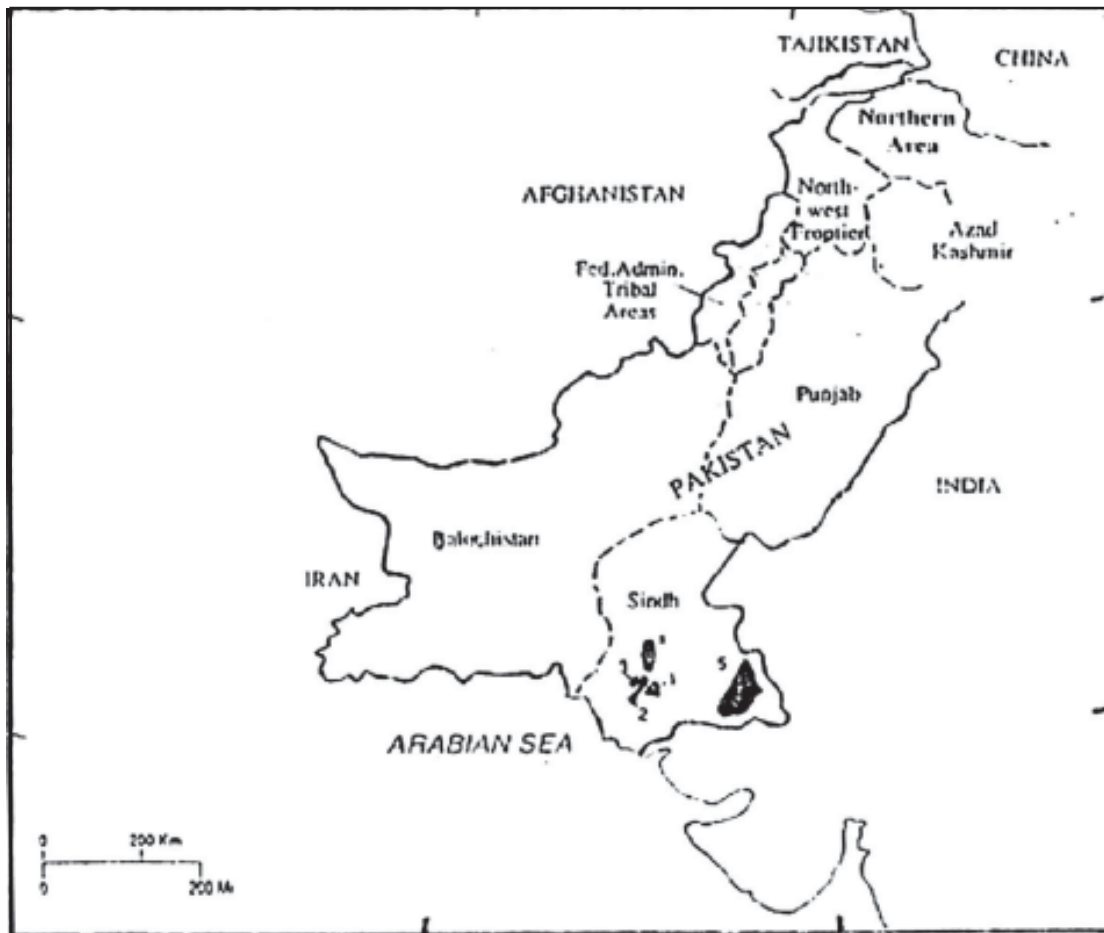 TAJIKISTAN
CHINA
Northern
Area
AFGHANISTAN
North-
west
Frontier
Azad
Kashmir
Fed.Admin.
Tribal
Areas
Punjab
PAKISTAN
INDIA
Balochistan
IRAN
Sindh
5
2
ARABIAN SEA
0
200 Km
0
200 Mi